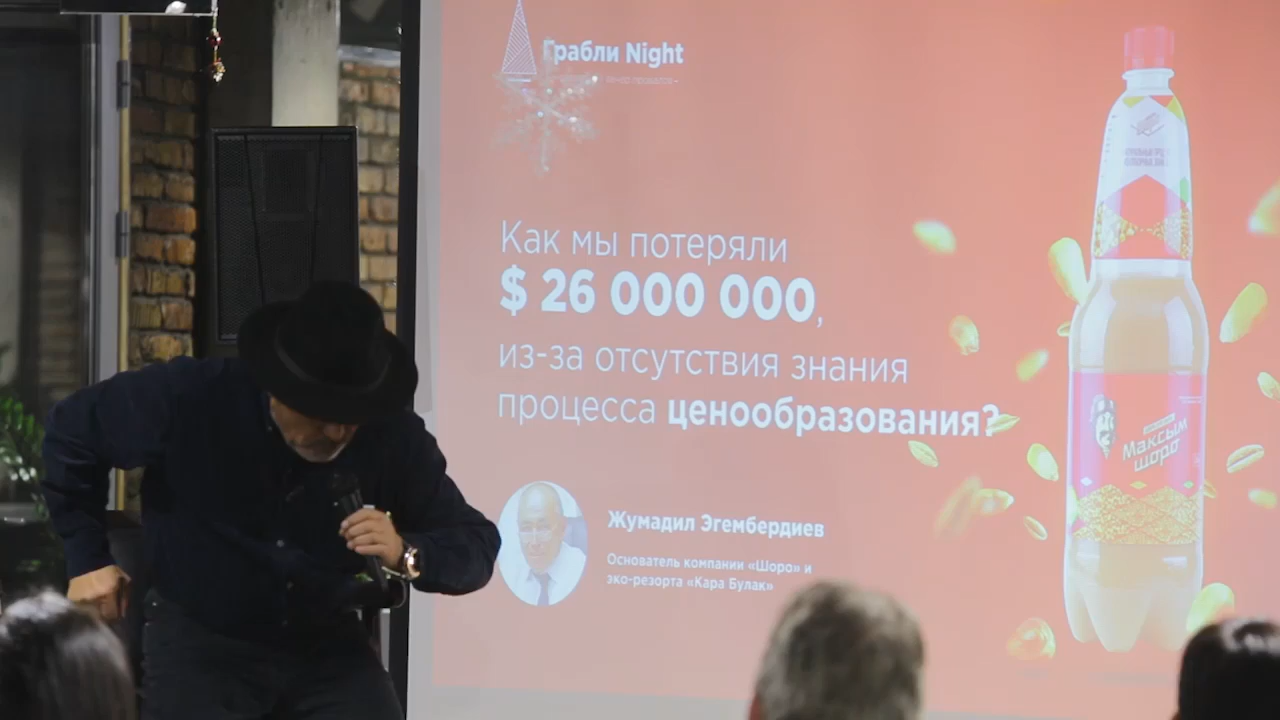 Грабли Night
Как мы потеряли
$ 26 000 000,
из-за отсутствия знания
процесса ценообразования?
Жумадил Эгембердиев
Основатель компании «Шоро» и
эко-резорта «Кара Булак»
Максым
шоро